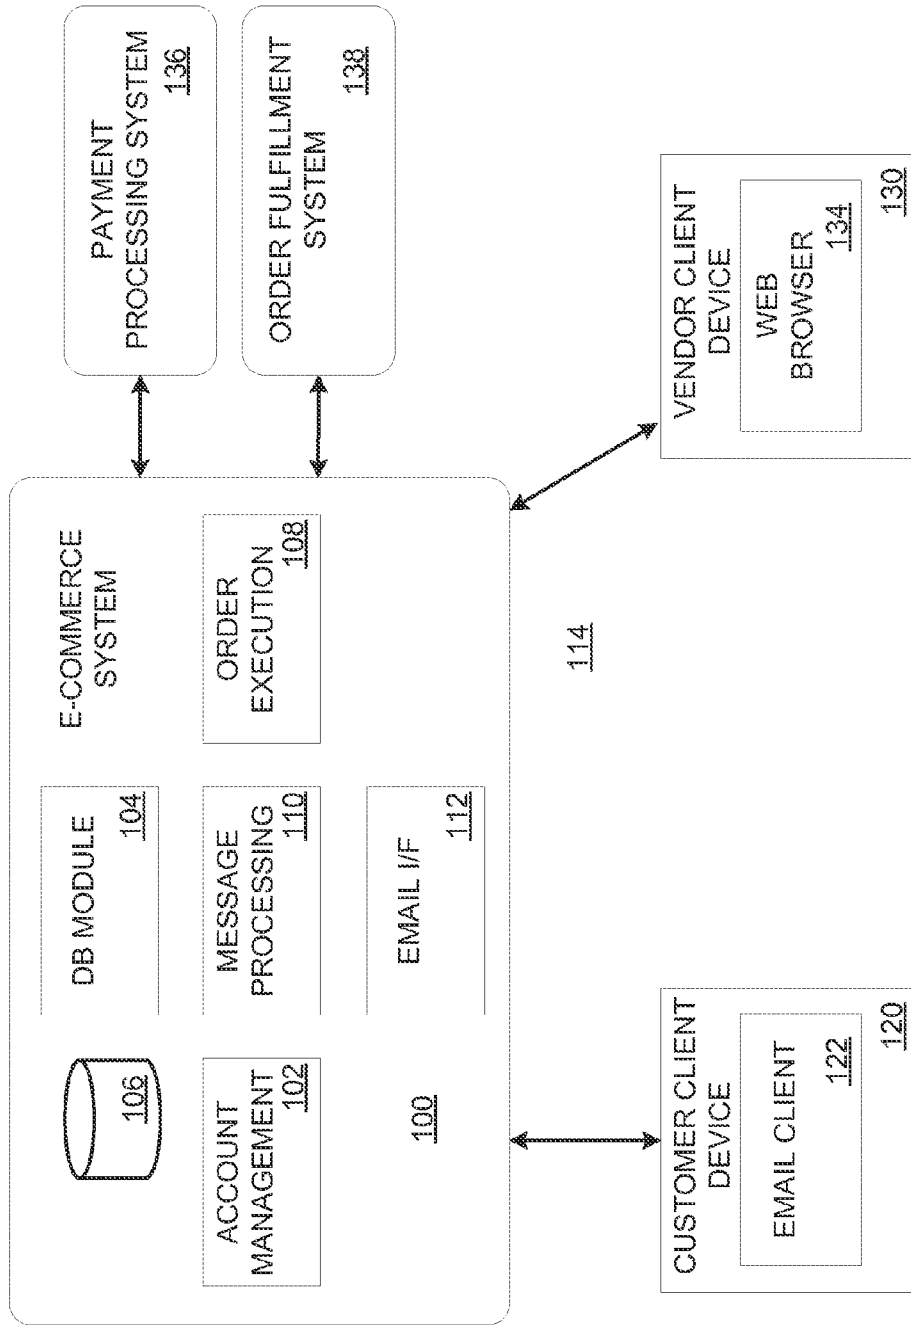 106
DB MODULE
104
E-COMMERCE
SYSTEM
ACCOUNT
MANAGEMENT
102
MESSAGE
PROCESSING
110
ORDER
EXECUTION
108
100
EMAIL I/F
112
PAYMENT
PROCESSING SYSTEM
136
ORDER FULFILLMENT
SYSTEM
138
114
CUSTOMER CLIENT
DEVICE
EMAIL CLIENT
122
120
VENDOR CLIENT
DEVICE
WEB
BROWSER
134
130